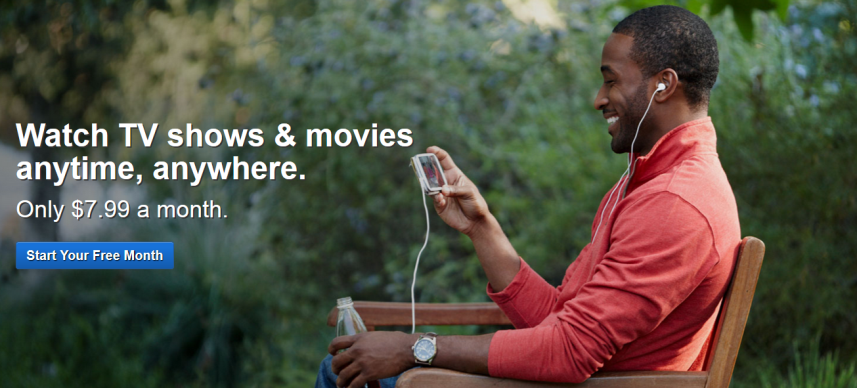 Watch TV shows & movies
anytime, anywhere.
Only $7.99 a month.
Start Your Free Month